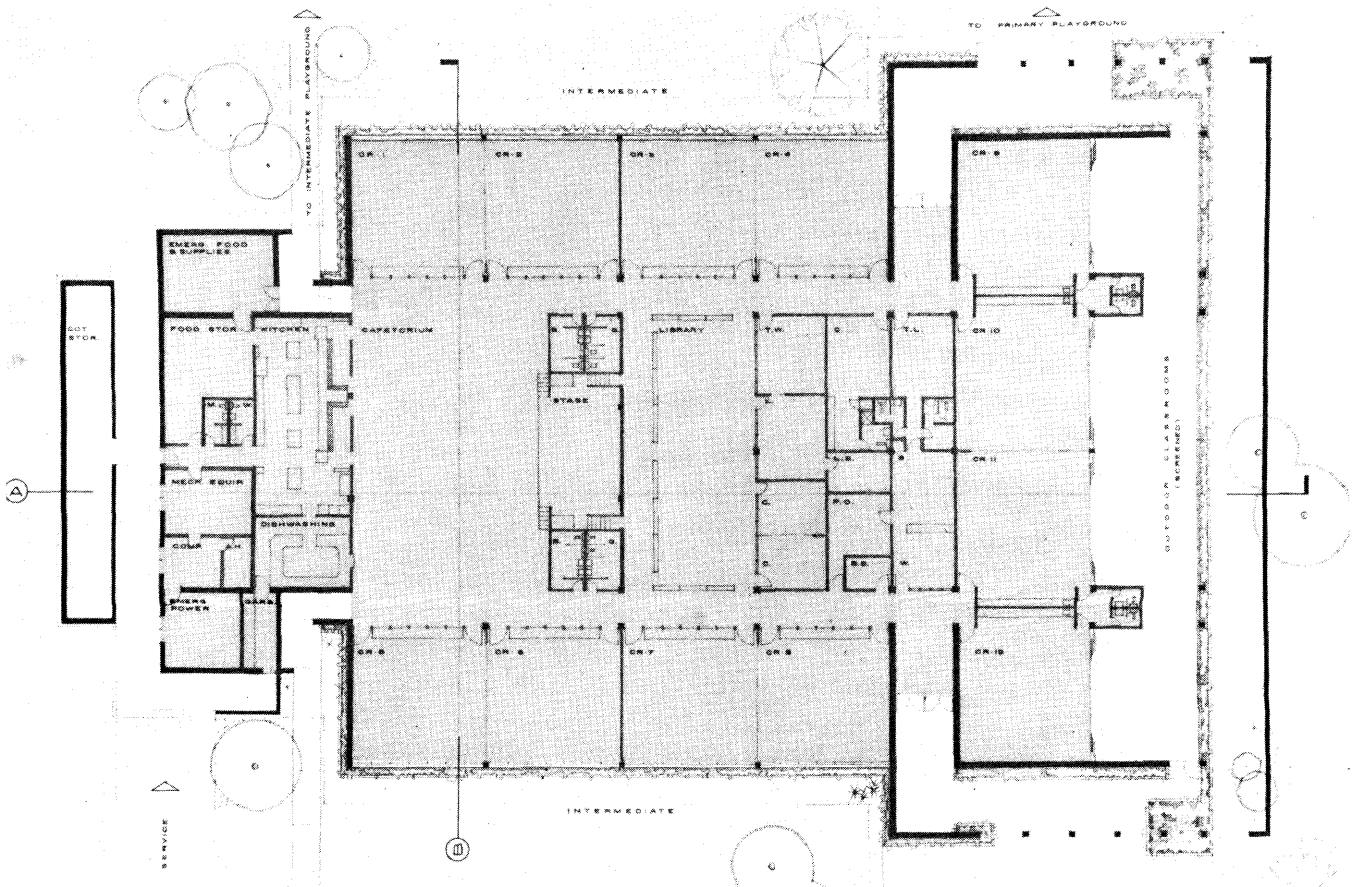 TO PRIMARY PLAYGROUND
TO INTERMEDIATE PLAYGROUND
INTERMEDIATE
CR-1
CR-2
CR-3
CR-4
CR-9
EMERG. FOOD
& SUPPLIES
COT
STOR.
FOOD STOR.
KITCHEN
CAFETORIUM
B.
G.
LIBRARY
T.W.
T.L.
CR-10
STAGE
M.
W.
OUTDOOR CLASSROOMS
(SCREENED)
CR-11
A
MECH. EQUIP.
C.
P.O.
DISHWASHING
COMP.
A.H.
B.
G.
W.
EMERG.
POWER
GARB.
CR-5
CR-6
CR-7
CR-8
CR-12
INTERMEDIATE
SERVICE
B